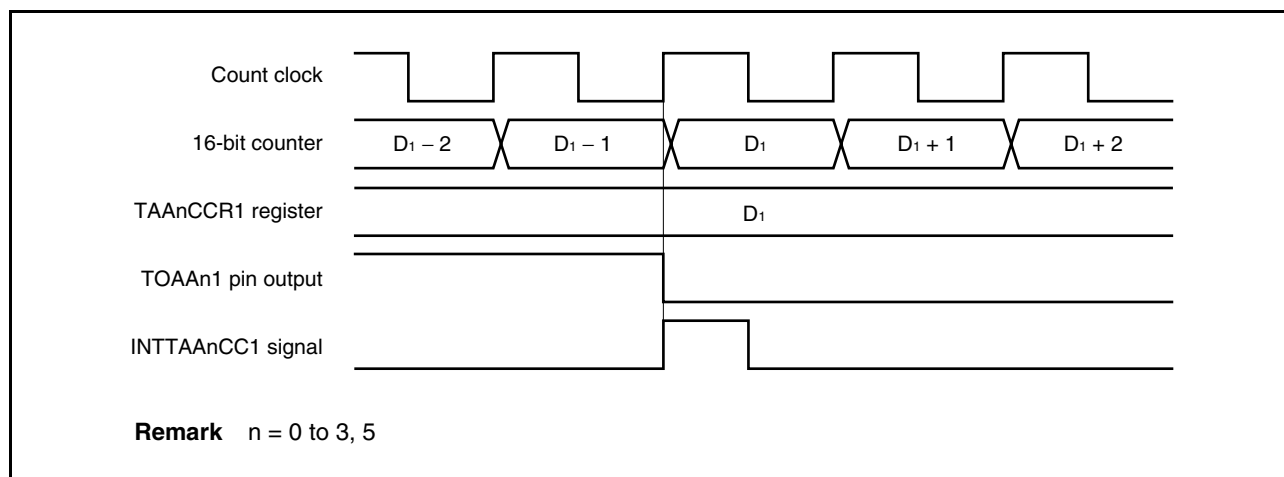 Count clock
16-bit counter D₁ − 2 D₁ − 1 D₁ D₁ + 1 D₁ + 2
TAAnCCR1 register D₁
TOAAn1 pin output
INTTAAnCC1 signal
Remark n = 0 to 3, 5